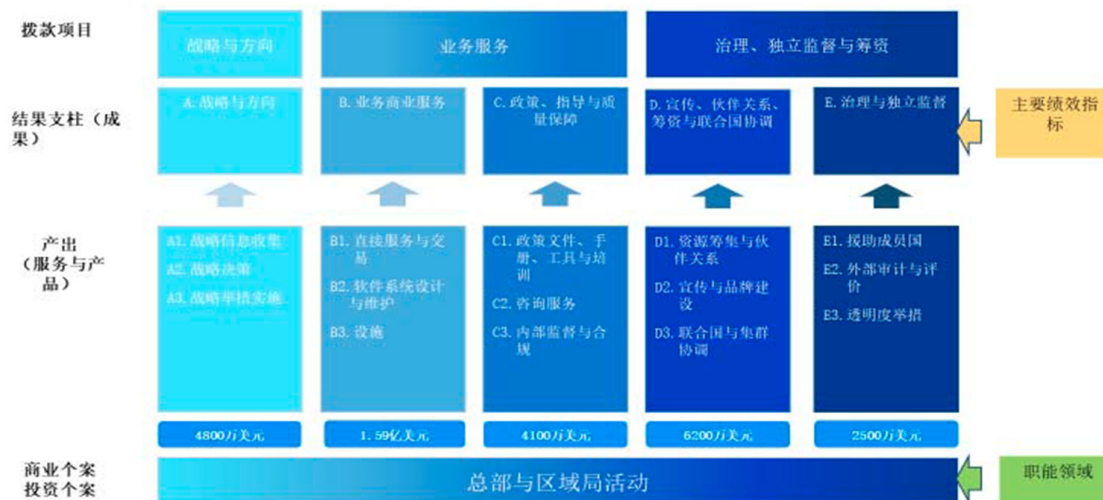 拨款项目
战略与方向
业务服务
治理、独立监督与筹资
结果支柱（成
果）
A.战略与方向
B. 业务商业服务
C.政策、指导与质
量保障
D.宣传、伙伴关系、
筹资与联合国协调
E.治理与独立监督
主要绩效指
标
产出
（服务与产
品）
A1. 战略信息收集
A2. 战略决策
A3. 战略举措实施
B1. 直接服务与交
易
B2. 软件系统设计
与维护
B3. 设施
C1. 政策文件、手
册、工具与培
训
C2. 咨询服务
C3. 内部监督与合
规
D1. 资源筹集与伙
伴关系
D2. 宣传与品牌建
设
D3. 联合国与集群
协调
E1. 援助成员国
E2. 外部审计与评
价
E3. 透明度举措
4800万美元
1.59亿美元
4100万美元
6200万美元
2500万美元
商业个案
投资个案
总部与区域局活动
职能领域